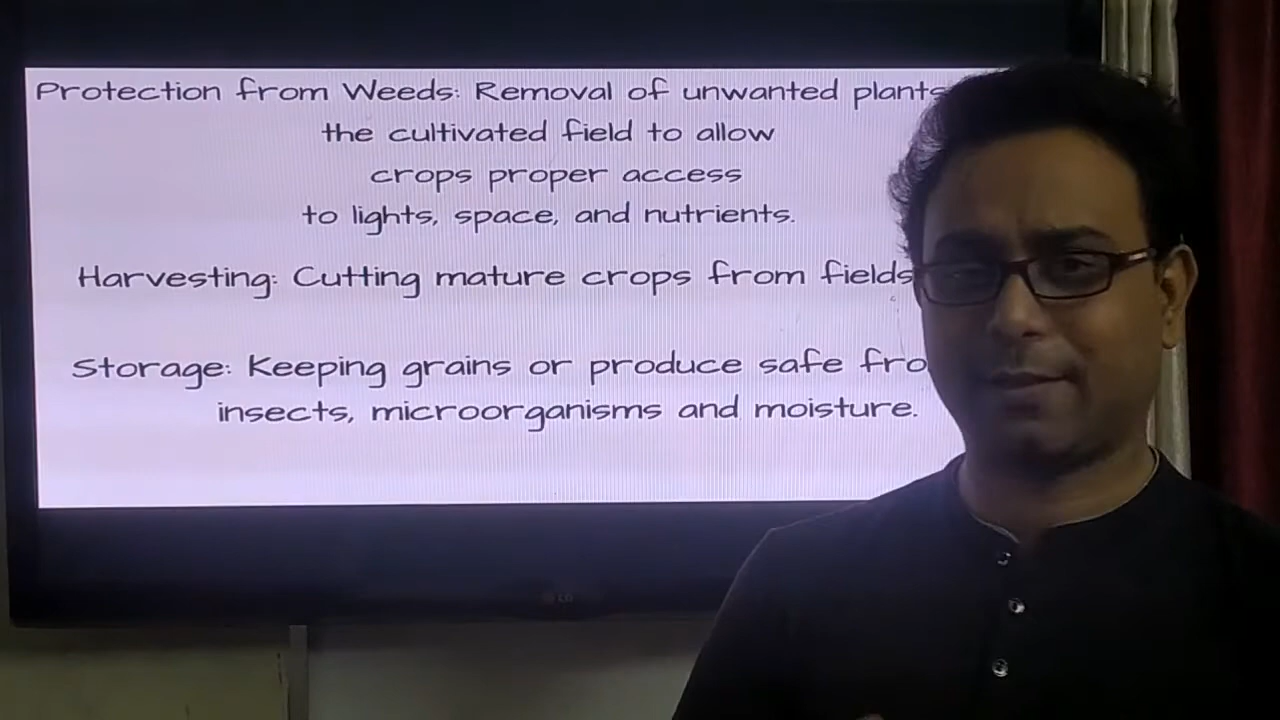 Protection from Weeds: Removal of unwanted plants
the cultivated field to allow
crops proper access
to lights, space, and nutrients.
Harvesting: Cutting mature crops from fields
Storage: Keeping grains or produce safe
insects, microorganisms and moisture.
LG